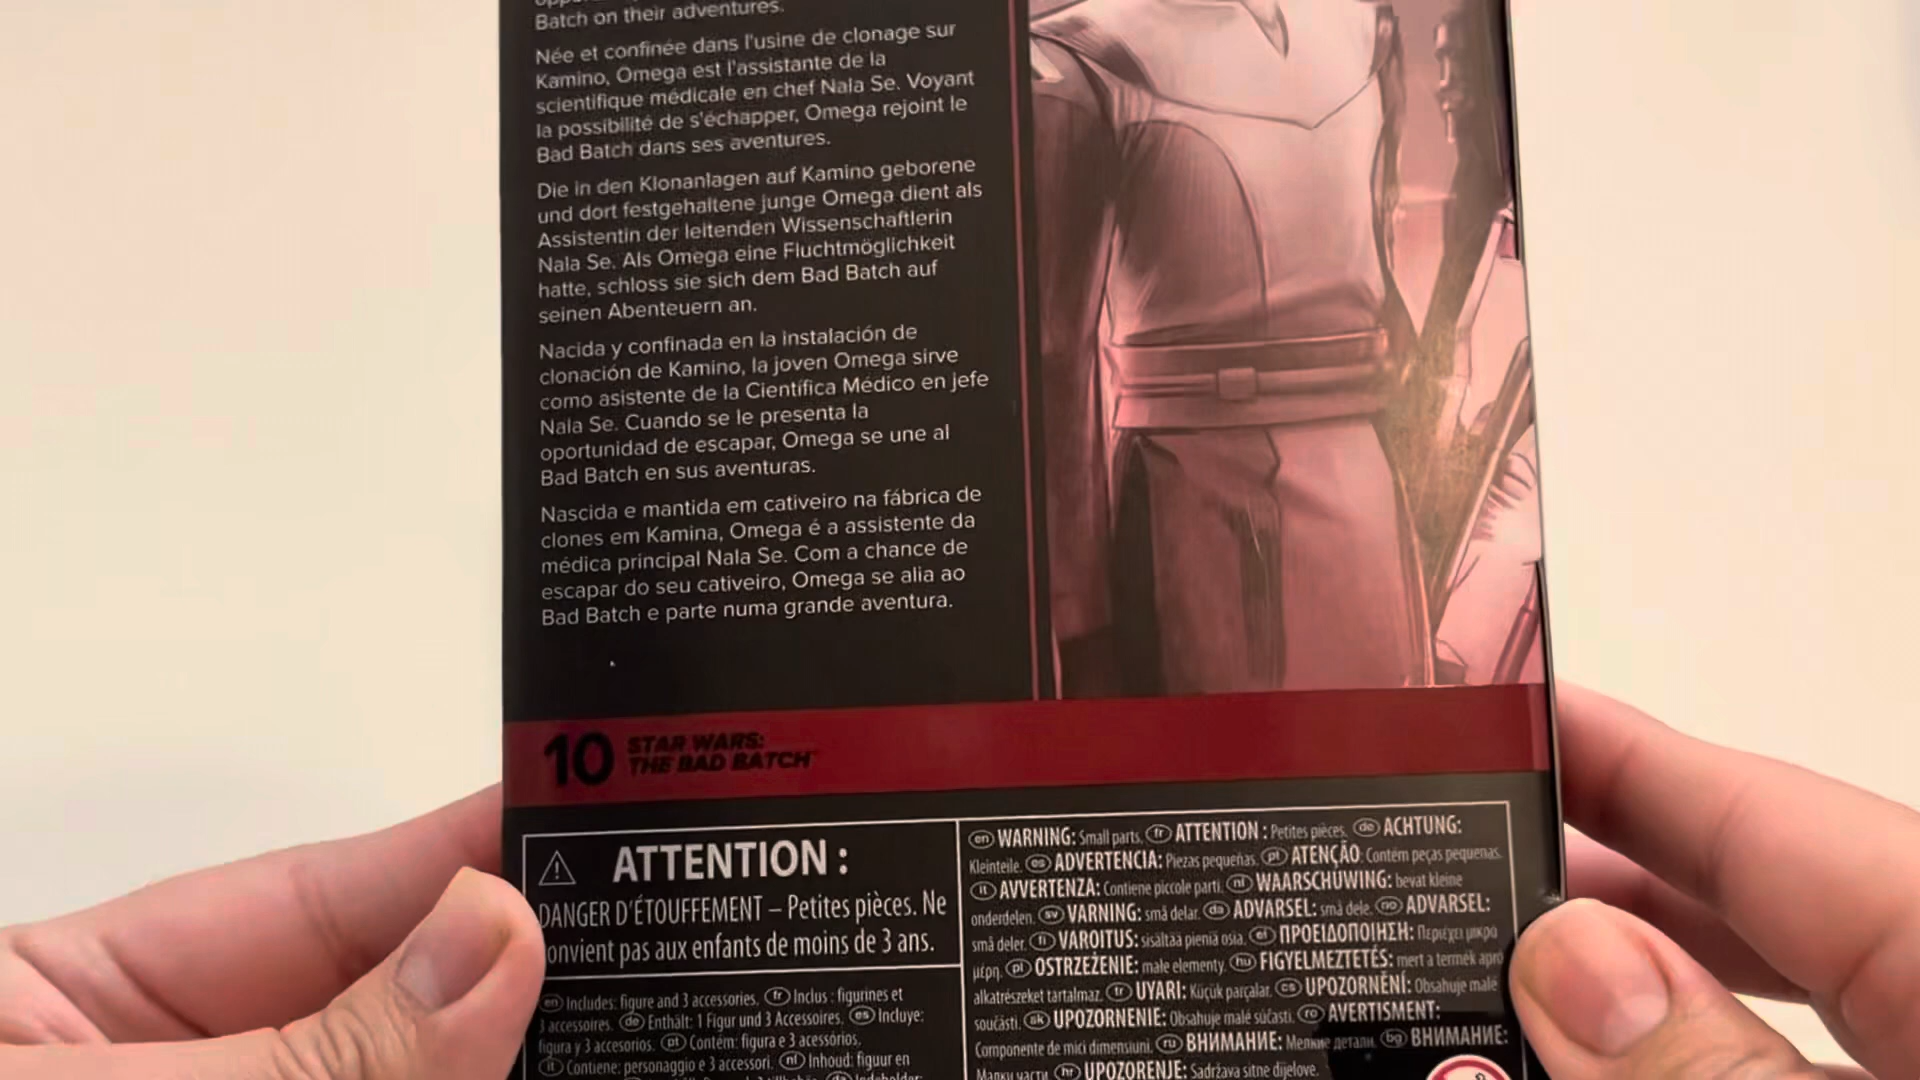 Batch on their adventures.
Née et confinée dans l'usine de clonage sur
Kamino, Omega est l'assistante de la
scientifique médicale en chef Nala Se. Voyant
la possibilité de s'échapper, Omega rejoint le
Bad Batch dans ses aventures.
Die in den Klonanlagen auf Kamino geborene
und dort festgehaltene junge Omega dient als
Assistentin der leitenden Wissenschaftlerin
Nala Se. Als Omega eine Fluchtmöglichkeit
hatte, schloss sie sich dem Bad Batch auf
seinen Abenteuern an.
Nacida y confinada en la instalación de
clonación de Kamino, la joven Omega sirve
como asistente de la Científica Médico en jefe
Nala Se. Cuando se le presenta la
oportunidad de escapar, Omega se une al
Bad Batch en sus aventuras.
Nascida e mantida em cativeiro na fábrica de
clones em Kamina, Omega é a assistente da
médica principal Nala Se. Com a chance de
escapar do seu cativeiro, Omega se alia ao
Bad Batch e parte numa grande aventura.
10 STAR WARS:
THE BAD BATCH
ATTENTION :
DANGER D'ÉTOUFFEMENT – Petites pièces. Ne
onvient pas aux enfants de moins de 3 ans.
en Includes: figure and 3 accessories. fr Inclus : figurines et
3 accessoires. de Enthält: 1 Figur und 3 Accessoires. es Incluye:
figura y 3 accesorios. pt Contém: figura e 3 acessórios.
it Contiene: personaggio e 3 accessori. nl Inhoud: figuur en
en WARNING: Small parts. fr ATTENTION : Petites pièces. de ACHTUNG:
Kleinteile. es ADVERTENCIA: Piezas pequeñas. pt ATENÇÃO: Contém peças pequenas.
it AVVERTENZA: Contiene piccole parti. nl WAARSCHUWING: bevat kleine
onderdelen. sv VARNING: små delar. da ADVARSEL: små dele. no ADVARSEL:
små deler. fi VAROITUS: sisältää pieniä osia. el ΠΡΟΕΙΔΟΠΟΙΗΣΗ: Περιέχει μικρά
μέρη. pl OSTRZEŻENIE: małe elementy. hu FIGYELMEZTETÉS: mert a termék apró
alkatrészeket tartalmaz. tr UYARI: Küçük parçalar. cs UPOZORNĚNÍ: Obsahuje malé
součásti. sk UPOZORNENIE: Obsahuje malé súčasti. ro AVERTISMENT:
Componente de mici dimensiuni. ru ВНИМАНИЕ: Мелкие детали. bg ВНИМАНИЕ:
Малки части. hr UPOZORENJE: Sadržava sitne dijelove.